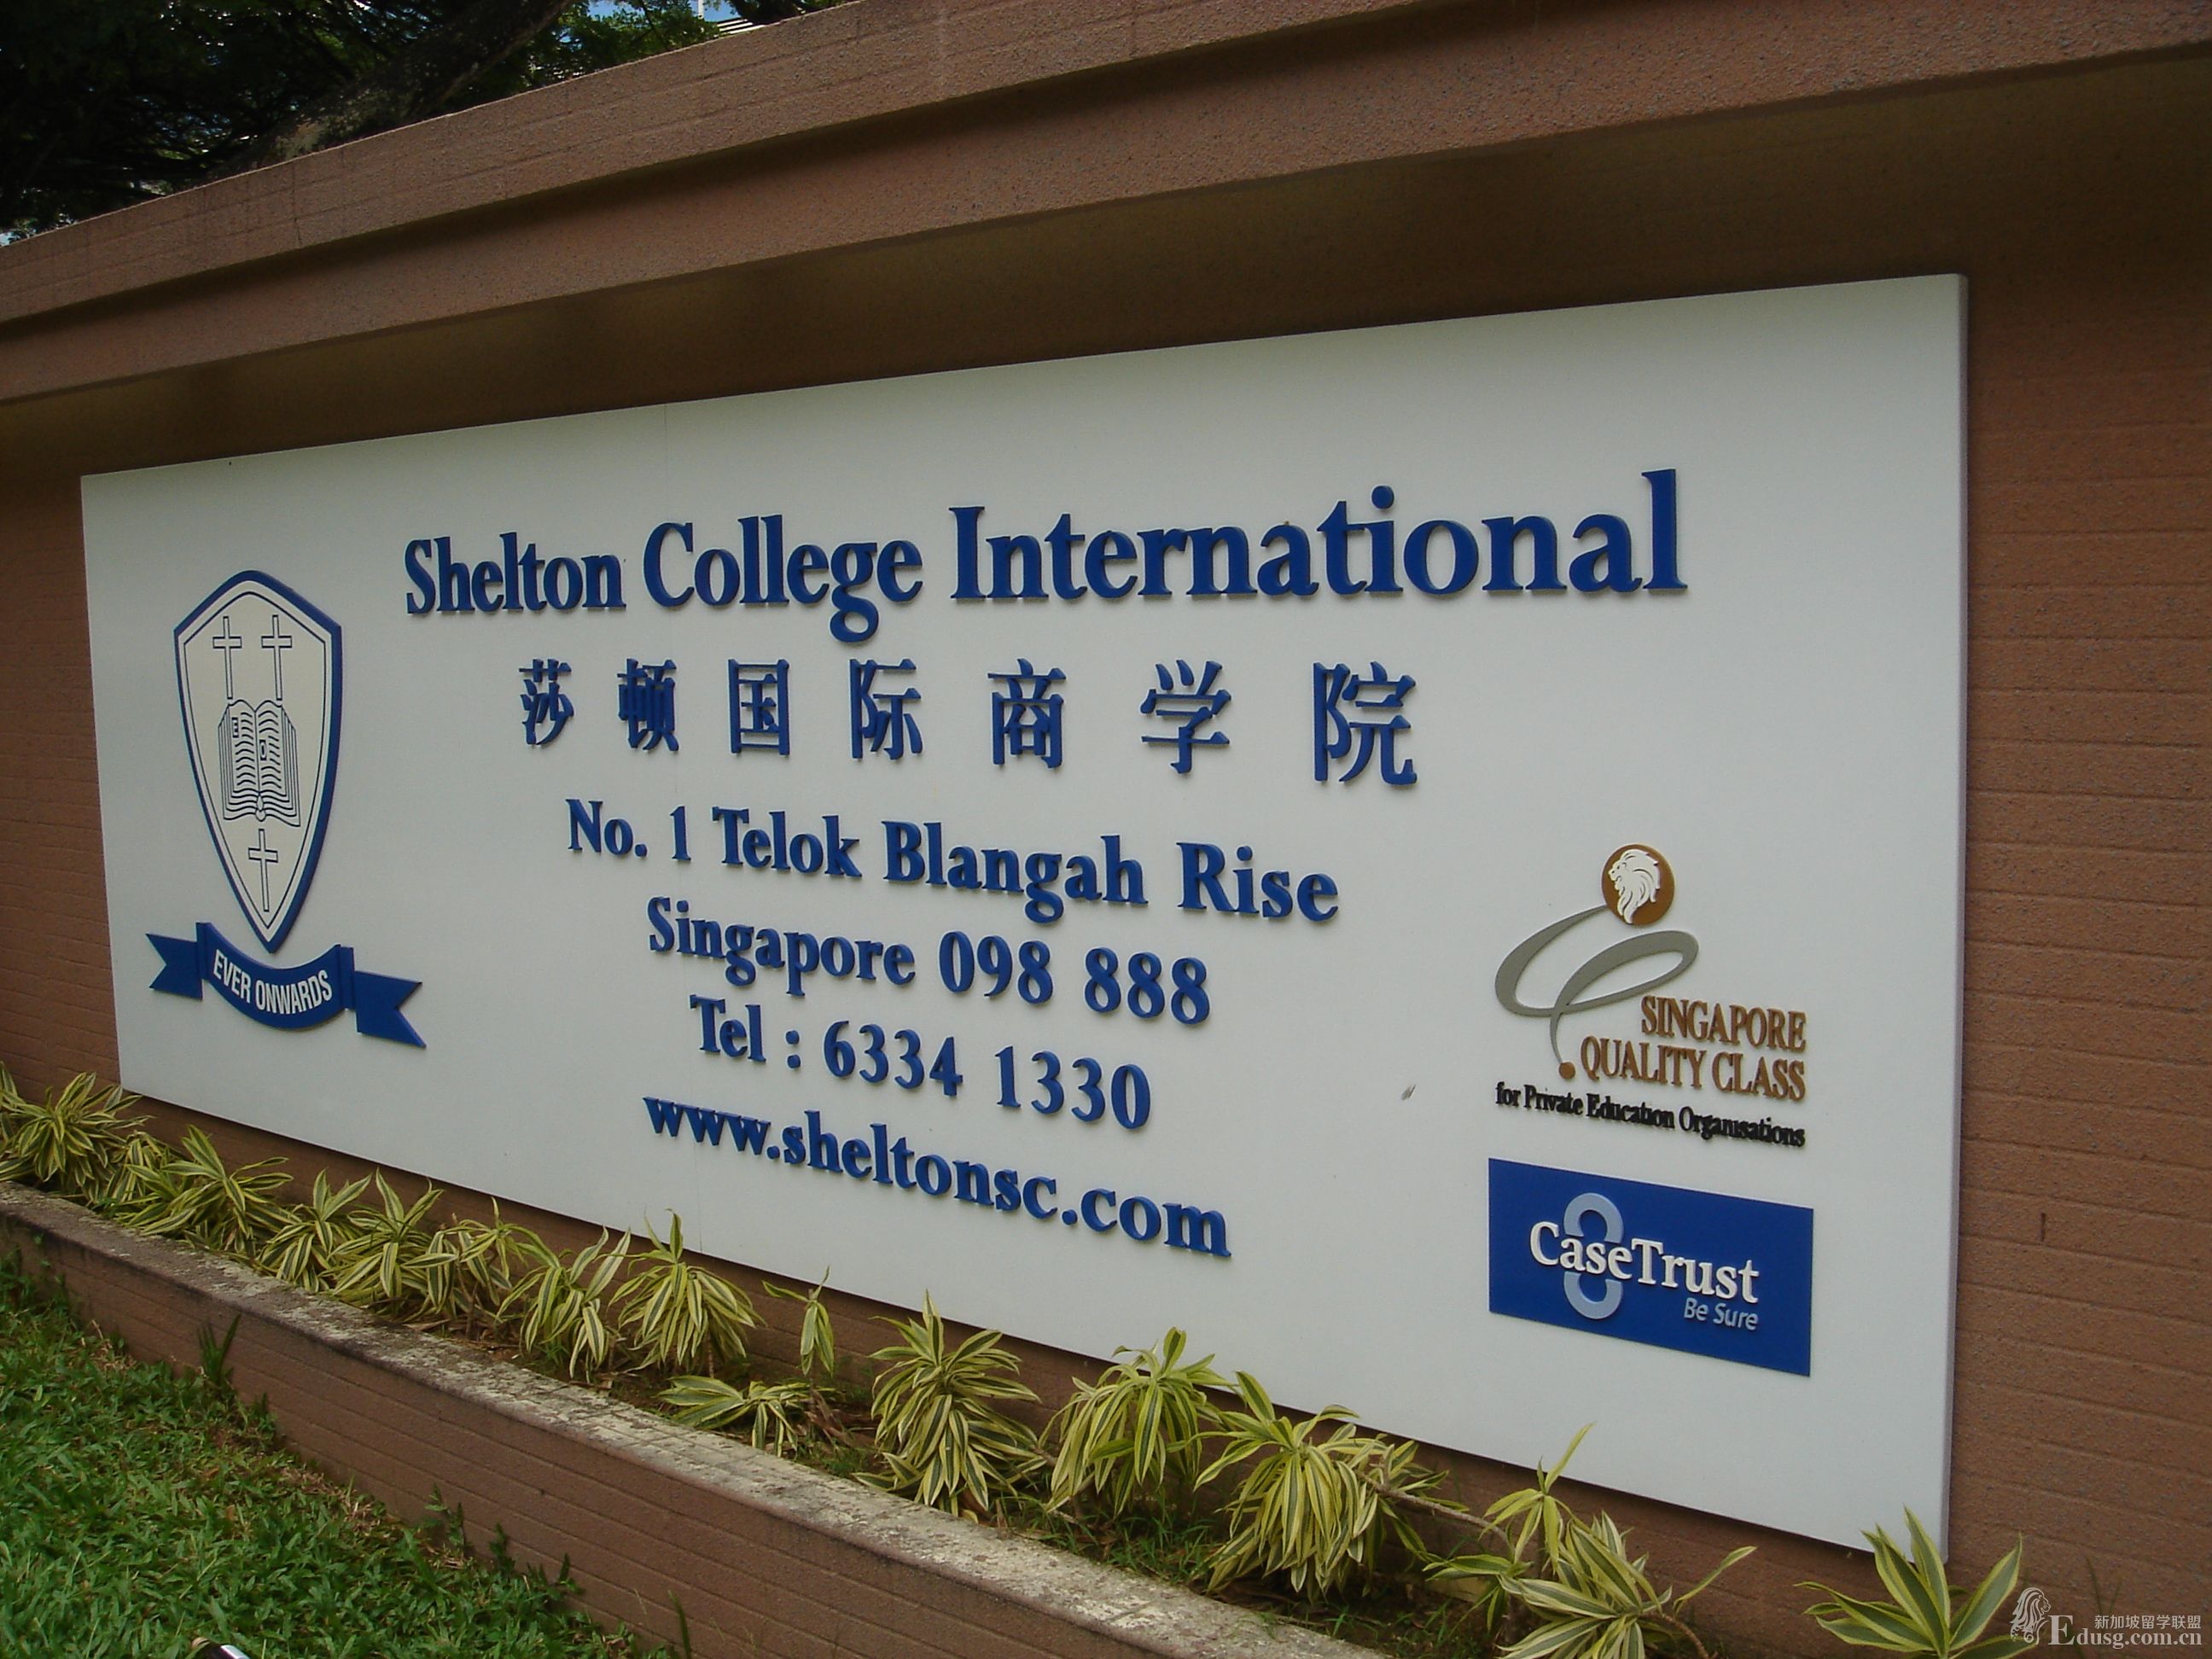 Shelton College International
莎顿国际商学院
No. 1 Telok Blangah Rise
Singapore 098 888
Tel : 6334 1330
www.sheltonsc.com
EVER ONWARDS
SINGAPORE
QUALITY CLASS
for Private Education Organisations
CaseTrust
Be Sure
新加坡留学联盟
Edusg.com.cn